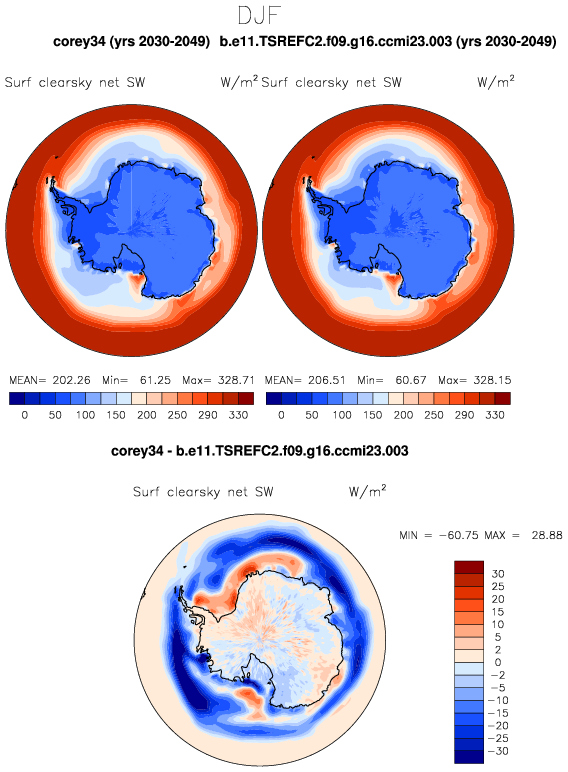 DJF
corey34 (yrs 2030-2049) b.e11.TSREFC2.f09.g16.ccmi23.003 (yrs 2030-2049)
Surf clearsky net SW W/m² Surf clearsky net SW W/m²
MEAN= 202.26 Min= 61.25 Max= 328.71 MEAN= 206.51 Min= 60.67 Max= 328.15
0 50 100 150 200 250 290 330 0 50 100 150 200 250 290 330
corey34 - b.e11.TSREFC2.f09.g16.ccmi23.003
Surf clearsky net SW W/m²
MIN = -60.75 MAX = 28.88
30
25
20
15
10
5
2
0
-2
-5
-10
-15
-20
-25
-30